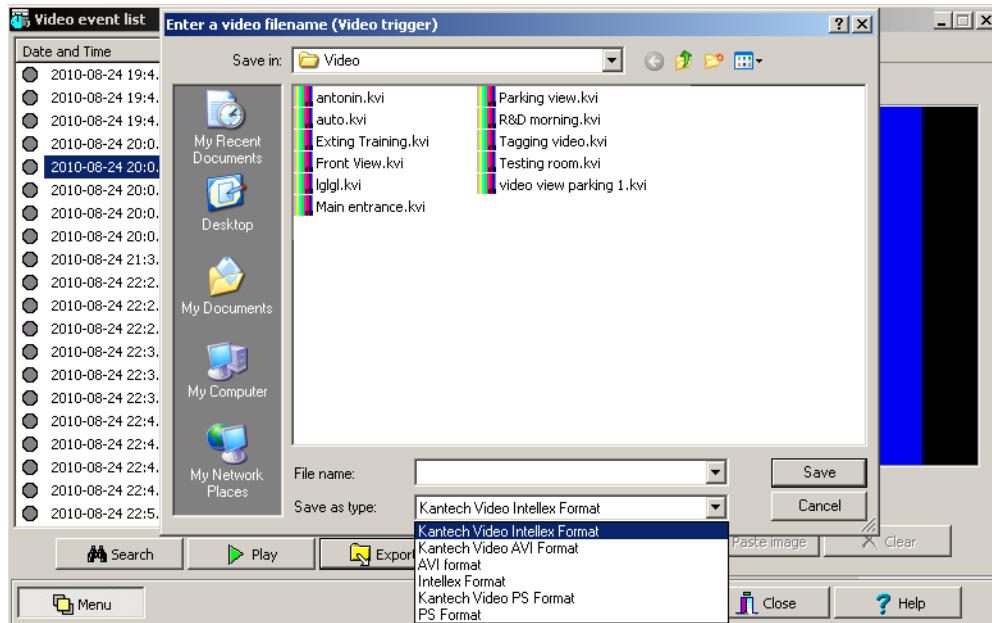 Video event list
Enter a video filename (Video trigger)
Date and Time
Save in:
Video
2010-08-24 19:4.
2010-08-24 19:4.
2010-08-24 19:4.
2010-08-24 20:0.
2010-08-24 20:0.
2010-08-24 20:0.
2010-08-24 20:0.
2010-08-24 20:0.
2010-08-24 21:3.
2010-08-24 22:2.
2010-08-24 22:2.
2010-08-24 22:2.
2010-08-24 22:3.
2010-08-24 22:3.
2010-08-24 22:3.
2010-08-24 22:4.
2010-08-24 22:4.
2010-08-24 22:4.
2010-08-24 22:4.
2010-08-24 22:5.
My Recent
Documents
Desktop
My Documents
My Computer
My Network
Places
antonin.kvi
auto.kvi
Exting Training.kvi
Front View.kvi
lglgl.kvi
Main entrance.kvi
Parking view.kvi
R&D morning.kvi
Tagging video.kvi
Testing room.kvi
video view parking 1.kvi
File name:
Save
Save as type:
Kantech Video Intellex Format
Cancel
Kantech Video Intellex Format
Kantech Video AVI Format
AVI format
Intellex Format
Kantech Video PS Format
PS Format
Search
Play
Export
Paste image
Clear
Menu
Close
Help